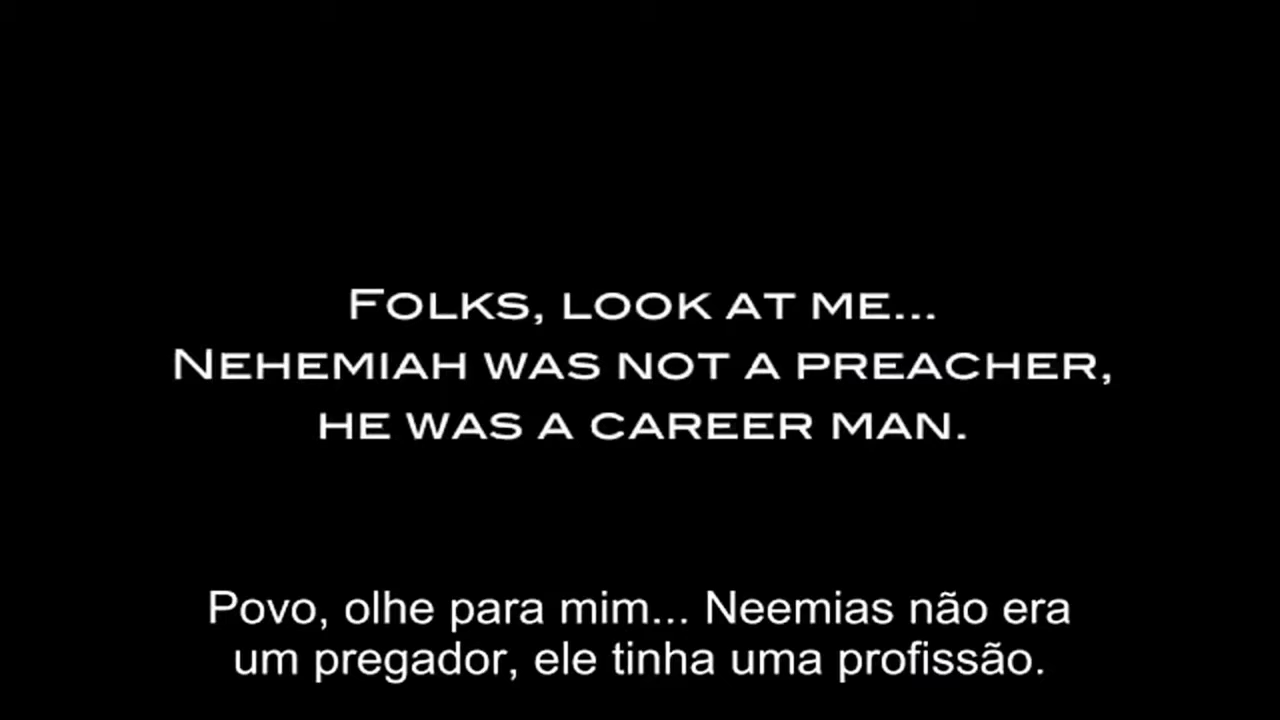 Folks, look at me...
Nehemiah was not a preacher,
he was a career man.
Povo, olhe para mim... Neemias não era
um pregador, ele tinha uma profissão.